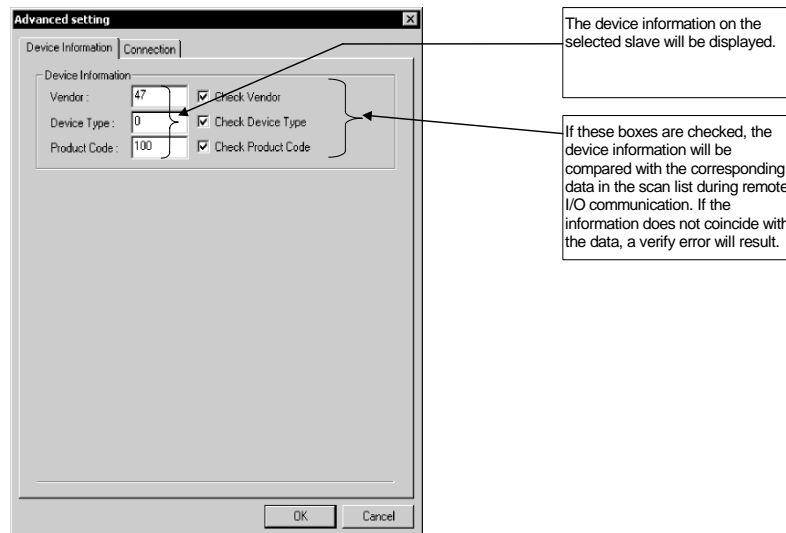 Advanced setting
Device Information
Connection
Device Information
Vendor :
47
Check Vendor
Device Type :
0
Check Device Type
Product Code :
100
Check Product Code
OK
Cancel
The device information on the
selected slave will be displayed.
If these boxes are checked, the
device information will be
compared with the corresponding
data in the scan list during remote
I/O communication. If the
information does not coincide with
the data, a verify error will result.